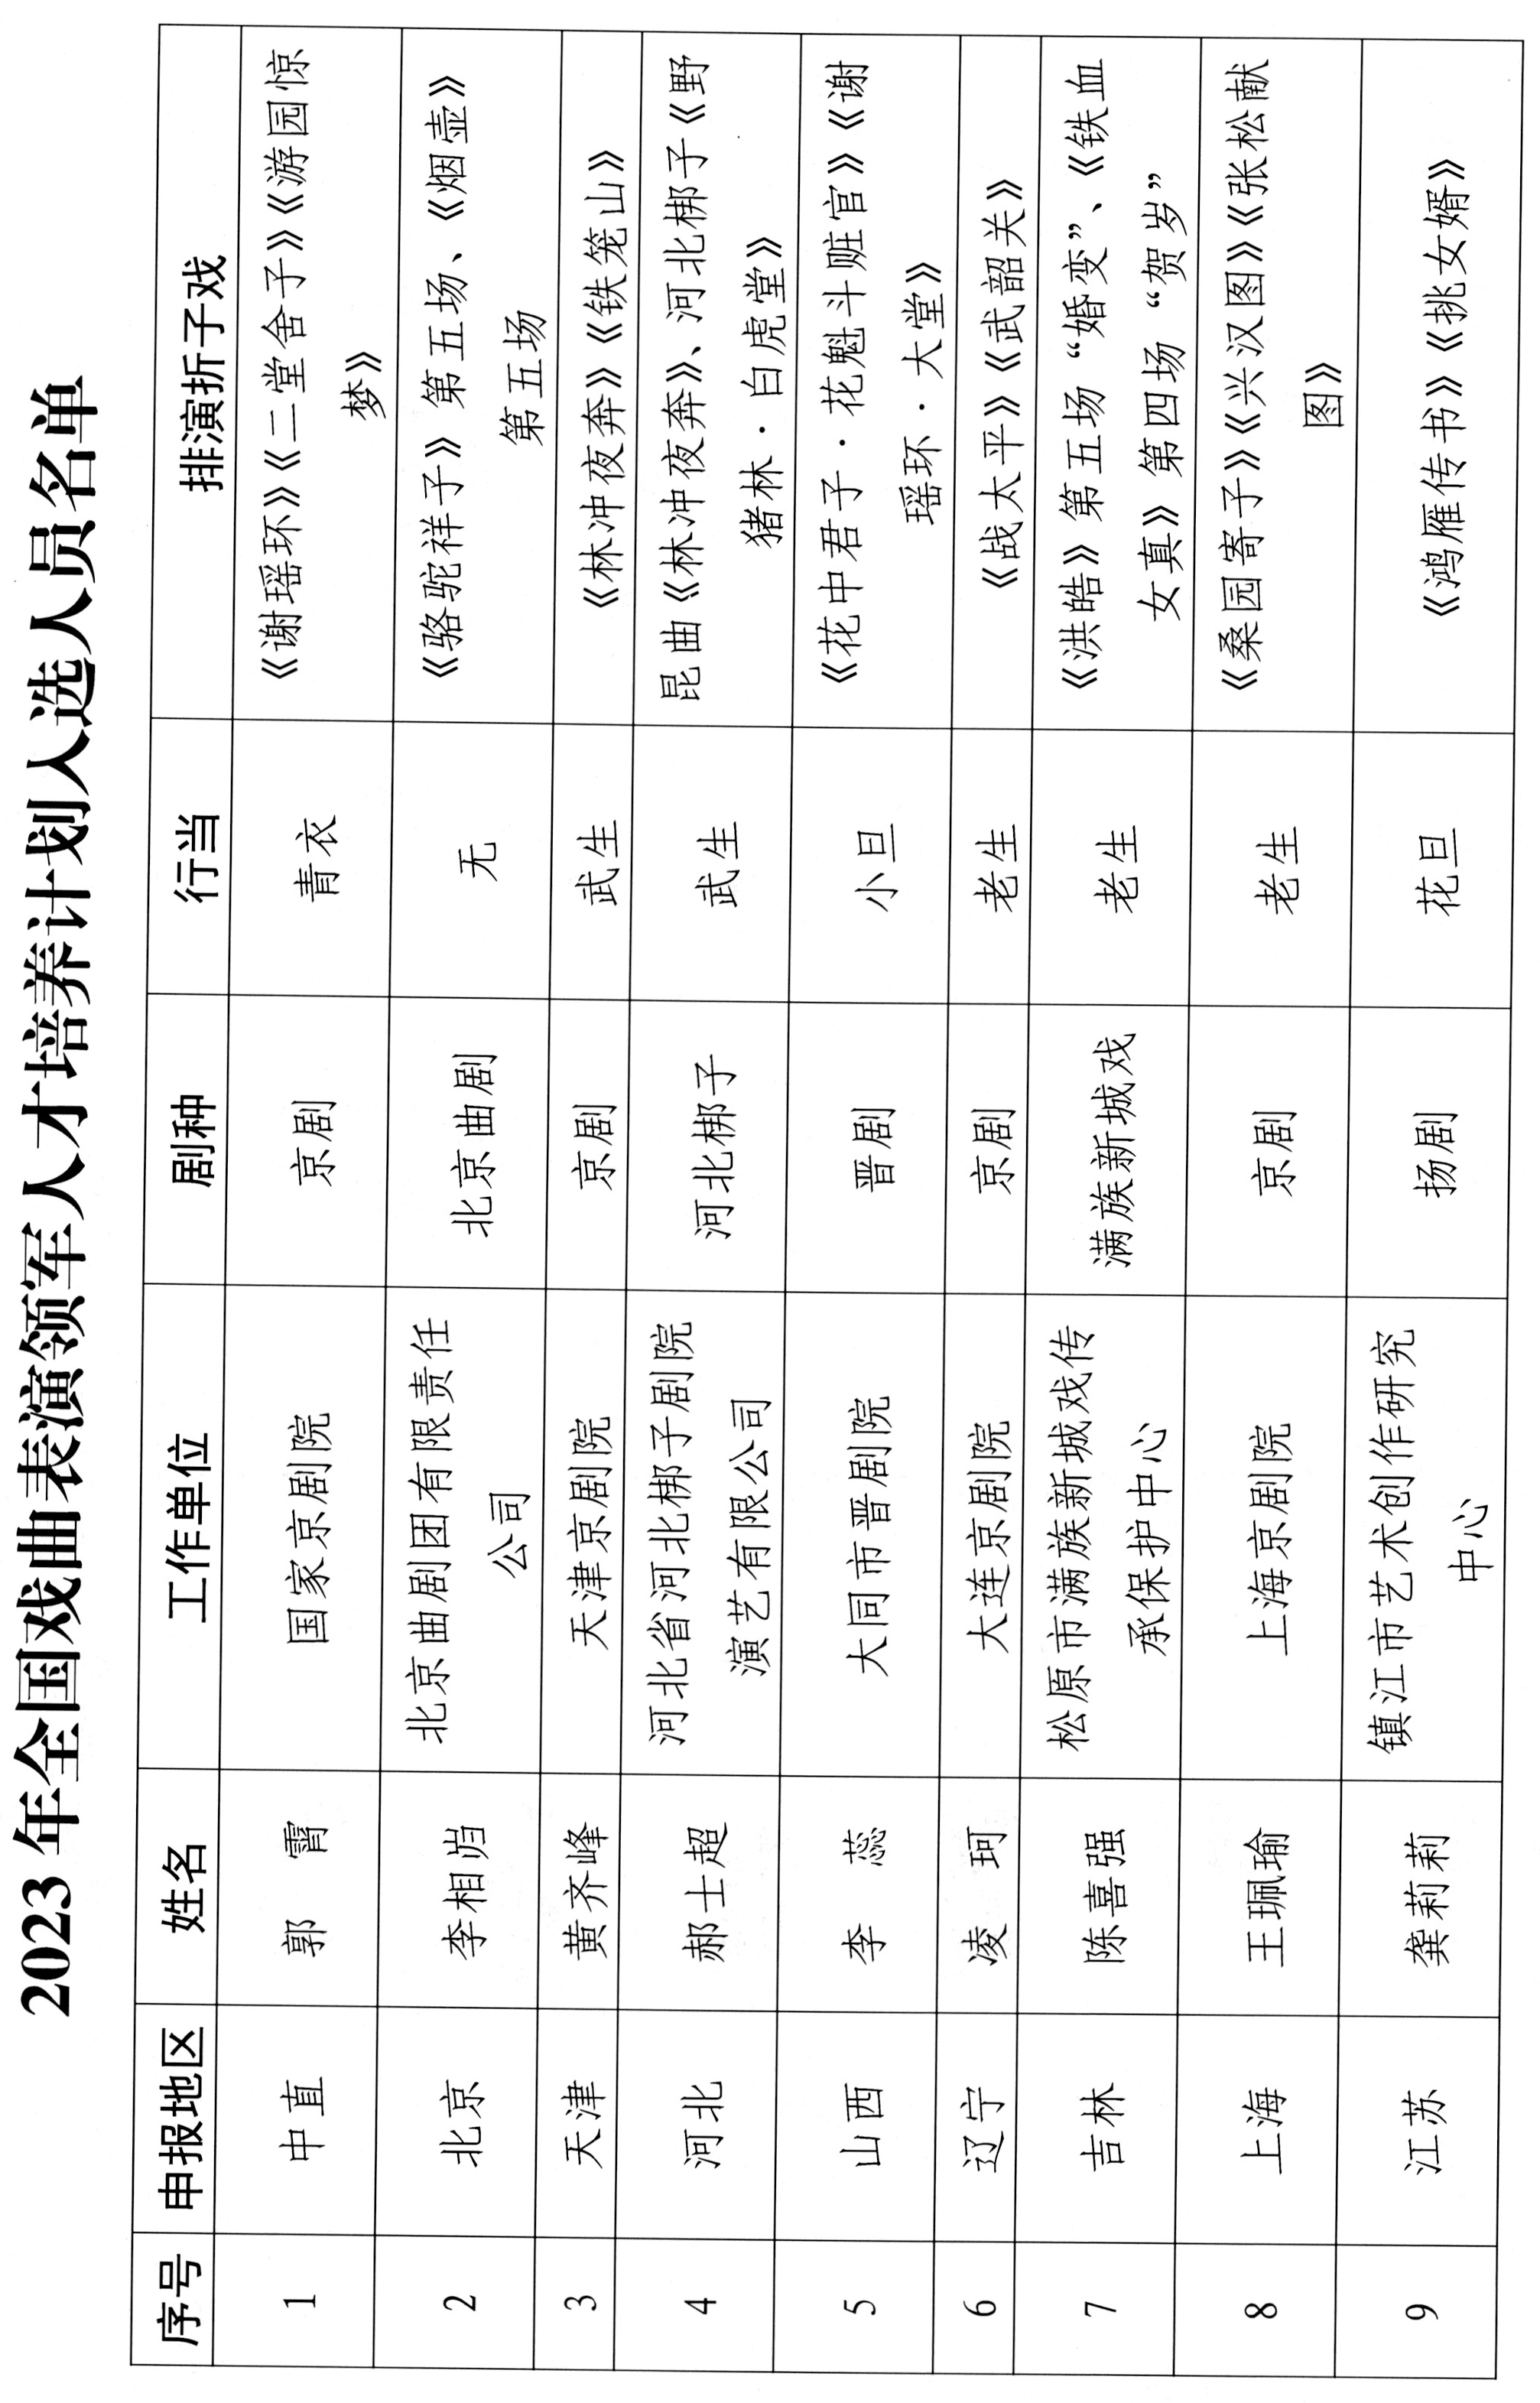 2023 年全国戏曲表演领军人才培养计划入选人员名单
序号 申报地区 姓名 工作单位 剧种 行当 排演折子戏
1 中直 郭霄 国家京剧院 京剧 青衣 《谢瑶环》《二堂舍子》《游园惊
梦》
2 北京 李相岿 北京曲剧团有限责任
公司 北京曲剧 无 《骆驼祥子》第五场、《烟壶》
第五场
3 天津 黄齐峰 天津京剧院 京剧 武生 《林冲夜奔》《铁笼山》
4 河北 郝士超 河北省河北梆子剧院
演艺有限公司 河北梆子 武生 昆曲《林冲夜奔》、河北梆子《野
猪林·白虎堂》
5 山西 李蕊 大同市晋剧院 晋剧 小旦 《花中君子·花魁斗赃官》《谢
瑶环·大堂》
6 辽宁 凌珂 大连京剧院 京剧 老生 《战太平》《武韶关》
7 吉林 陈喜强 松原市满族新城戏传
承保护中心 满族新城戏 老生 《洪皓》第五场“婚变”、《铁血
女真》第四场“贺岁”
8 上海 王珮瑜 上海京剧院 京剧 老生 《桑园寄子》《兴汉图》《张松献
图》
9 江苏 龚莉莉 镇江市艺术创作研究
中心 扬剧 花旦 《鸿雁传书》《挑女婿》